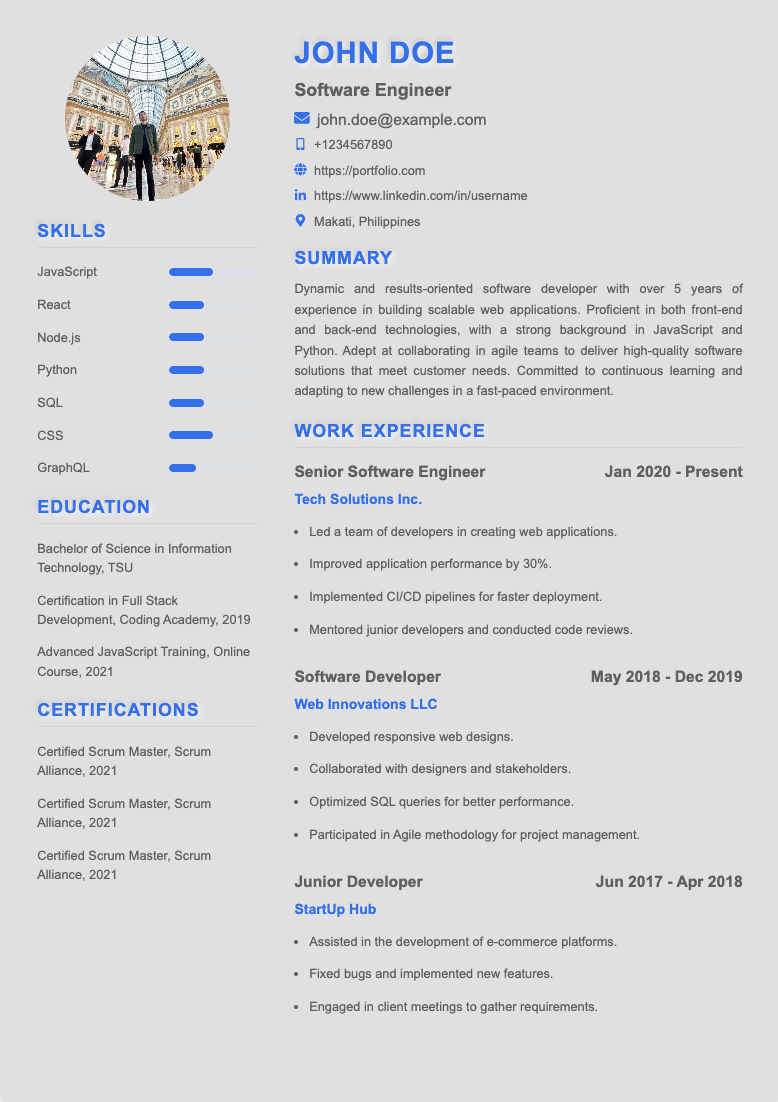 JOHN DOE
Software Engineer
john.doe@example.com
+1234567890
https://portfolio.com
https://www.linkedin.com/in/username
Makati, Philippines
SKILLS
JavaScript
React
Node.js
Python
SQL
CSS
GraphQL
EDUCATION
Bachelor of Science in Information
Technology, TSU
Certification in Full Stack
Development, Coding Academy, 2019
Advanced JavaScript Training, Online
Course, 2021
CERTIFICATIONS
Certified Scrum Master, Scrum
Alliance, 2021
Certified Scrum Master, Scrum
Alliance, 2021
Certified Scrum Master, Scrum
Alliance, 2021
SUMMARY
Dynamic and results-oriented software developer with over 5 years of
experience in building scalable web applications. Proficient in both front-end
and back-end technologies, with a strong background in JavaScript and
Python. Adept at collaborating in agile teams to deliver high-quality software
solutions that meet customer needs. Committed to continuous learning and
adapting to new challenges in a fast-paced environment.
WORK EXPERIENCE
Senior Software Engineer Jan 2020 - Present
Tech Solutions Inc.
• Led a team of developers in creating web applications.
• Improved application performance by 30%.
• Implemented CI/CD pipelines for faster deployment.
• Mentored junior developers and conducted code reviews.
Software Developer May 2018 - Dec 2019
Web Innovations LLC
• Developed responsive web designs.
• Collaborated with designers and stakeholders.
• Optimized SQL queries for better performance.
• Participated in Agile methodology for project management.
Junior Developer Jun 2017 - Apr 2018
StartUp Hub
• Assisted in the development of e-commerce platforms.
• Fixed bugs and implemented new features.
• Engaged in client meetings to gather requirements.